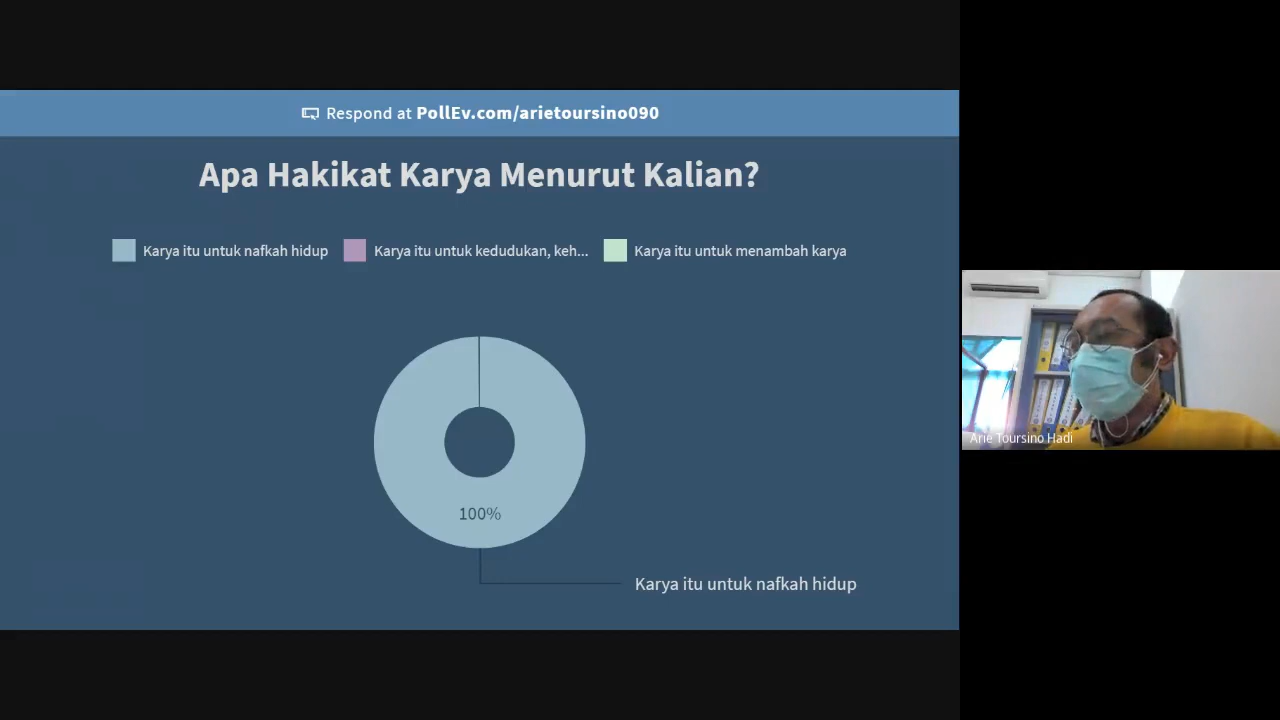 Respond at PollEv.com/arietoursino090
Apa Hakikat Karya Menurut Kalian?
Karya itu untuk nafkah hidup
Karya itu untuk kedudukan, keh...
Karya itu untuk menambah karya
100%
Karya itu untuk nafkah hidup
Arie Toursino Hadi